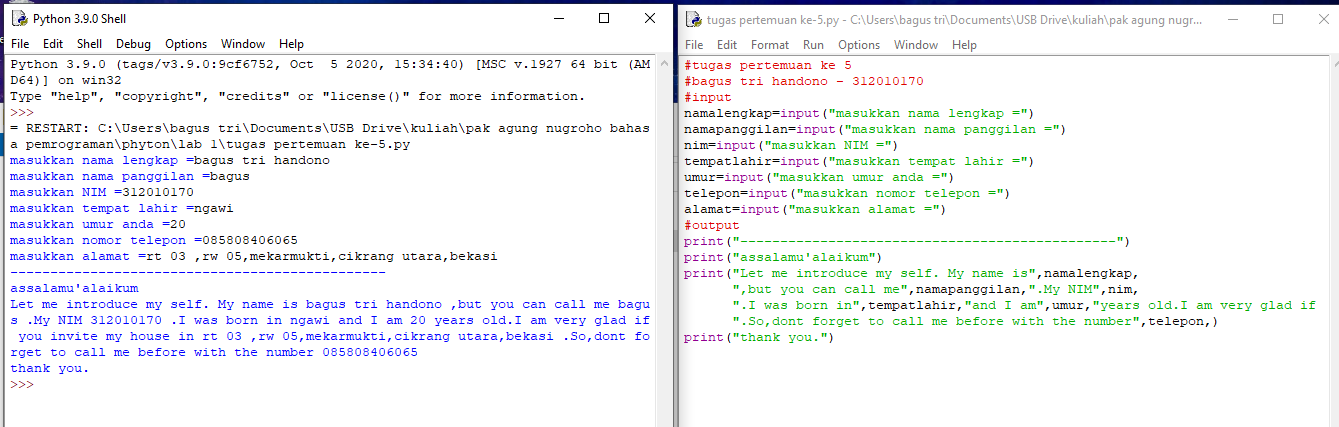 Python 3.9.0 Shell
File Edit Shell Debug Options Window Help
Python 3.9.0 (tags/v3.9.0:9cf6752, Oct  5 2020, 15:34:40) [MSC v.1927 64 bit (AM
D64)] on win32
Type "help", "copyright", "credits" or "license()" for more information.
>>>
= RESTART: C:\Users\bagus tri\Documents\USB Drive\kuliah\pak agung nugroho bahas
a pemrograman\phyton\lab 1\tugas pertemuan ke-5.py
masukkan nama lengkap =bagus tri handono
masukkan nama panggilan =bagus
masukkan NIM =312010170
masukkan tempat lahir =ngawi
masukkan umur anda =20
masukkan nomor telepon =085808406065
masukkan alamat =rt 03 ,rw 05,mekarmukti,cikrang utara,bekasi
-----------------------------------------------
assalamu'alaikum
Let me introduce my self. My name is bagus tri handono ,but you can call me bagu
s .My NIM 312010170 .I was born in ngawi and I am 20 years old.I am very glad if
 you invite my house in rt 03 ,rw 05,mekarmukti,cikrang utara,bekasi .So,dont fo
rget to call me before with the number 085808406065
thank you.
>>>
tugas pertemuan ke-5.py - C:\Users\bagus tri\Documents\USB Drive\kuliah\pak agung nugr...
File Edit Format Run Options Window Help
#tugas pertemuan ke 5
#bagus tri handono - 312010170
#input
namalengkap=input("masukkan nama lengkap =")
namapanggilan=input("masukkan nama panggilan =")
nim=input("masukkan NIM =")
tempatlahir=input("masukkan tempat lahir =")
umur=input("masukkan umur anda =")
telepon=input("masukkan nomor telepon =")
alamat=input("masukkan alamat =")
#output
print("-----------------------------------------------")
print("assalamu'alaikum")
print("Let me introduce my self. My name is",namalengkap,
      ",but you can call me",namapanggilan,".My NIM",nim,
      ".I was born in",tempatlahir,"and I am",umur,"years old.I am very glad if
      ".So,dont forget to call me before with the number",telepon,)
print("thank you.")